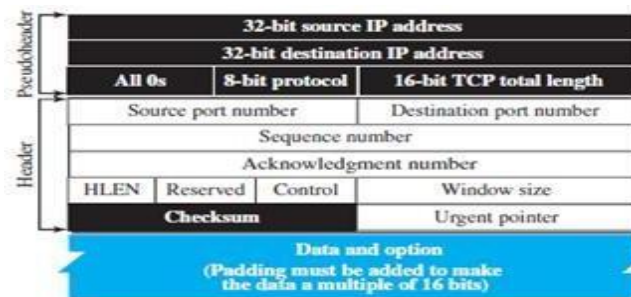 Pseudoheader
32-bit source IP address
32-bit destination IP address
All 0s 8-bit protocol 16-bit TCP total length
Header
Source port number Destination port number
Sequence number
Acknowledgment number
HLEN Reserved Control Window size
Checksum Urgent pointer
Data and option
(Padding must be added to make
the data a multiple of 16 bits)